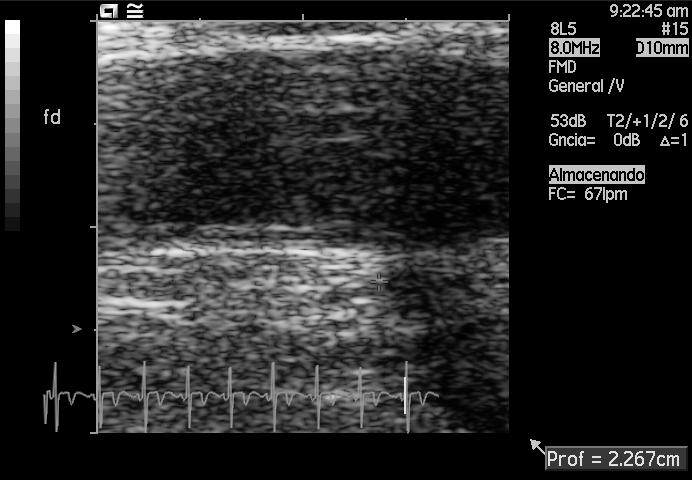 9:22:45 am
8L5 #15
8.0MHz D10mm
FMD
General /V
fd
53dB T2/+1/2/ 6
Gncia= 0dB Δ=1
Almacenando
FC= 67lpm
Prof = 2.267cm